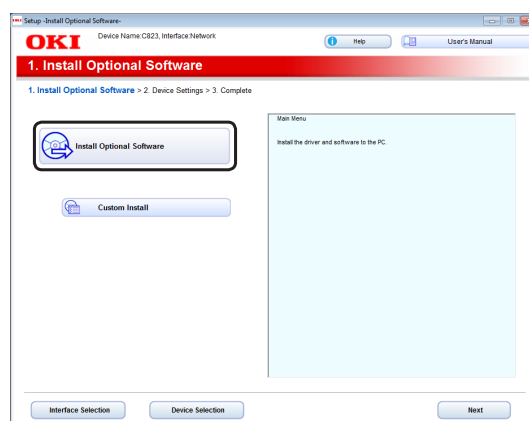 Setup -Install Optional Software-
OKI
Device Name:C823, Interface:Network
Help
User's Manual
1. Install Optional Software
1. Install Optional Software > 2. Device Settings > 3. Complete
Install Optional Software
Custom Install
Main Menu
Install the driver and software to the PC.
Interface Selection
Device Selection
Next